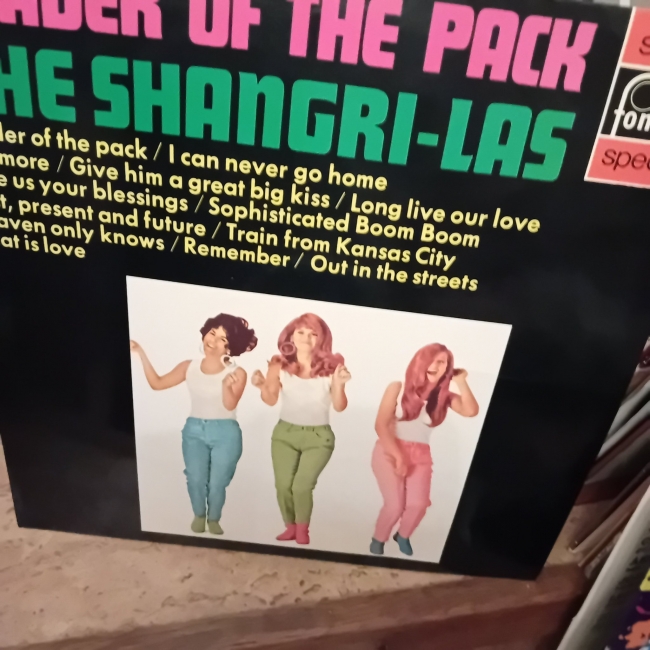 ADER OF THE PACK
HE SHANGRI-LAS
der of the pack / I can never go home
more / Give him a great big kiss / Long live our love
e us your blessings / Sophisticated Boom Boom
t, present and future / Train from Kansas City
aven only knows / Remember / Out in the streets
at is love
fon
spec